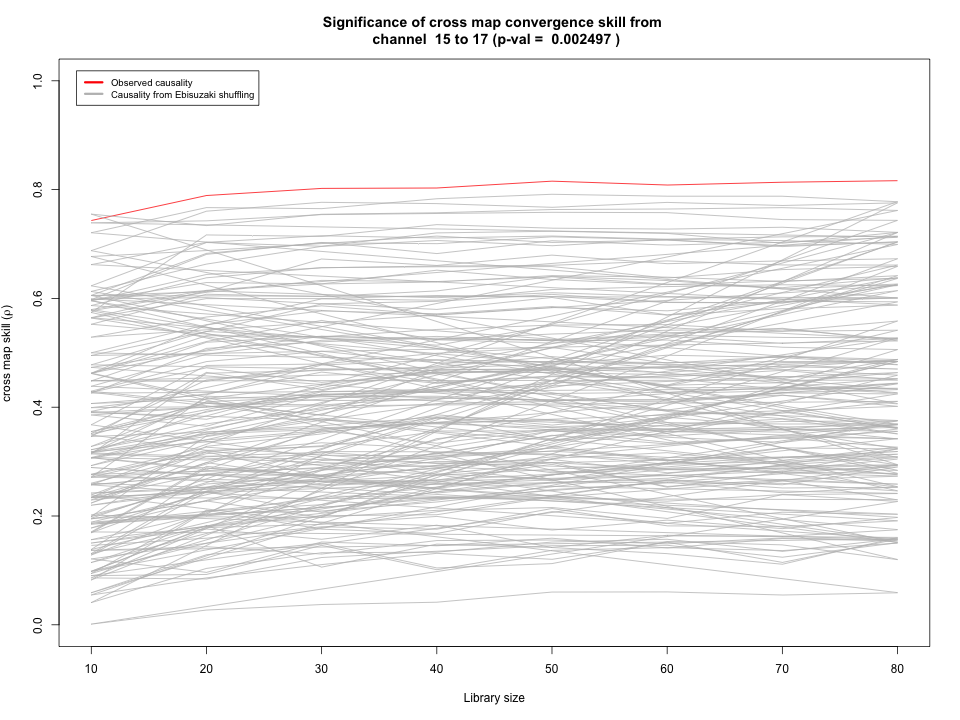 Significance of cross map convergence skill from
channel  15 to 17 (p-val =  0.002497 )
Observed causality
Causality from Ebisuzaki shuffling
cross map skill (ρ)
1.0
0.8
0.6
0.4
0.2
0.0
10 20 30 40 50 60 70 80
Library size